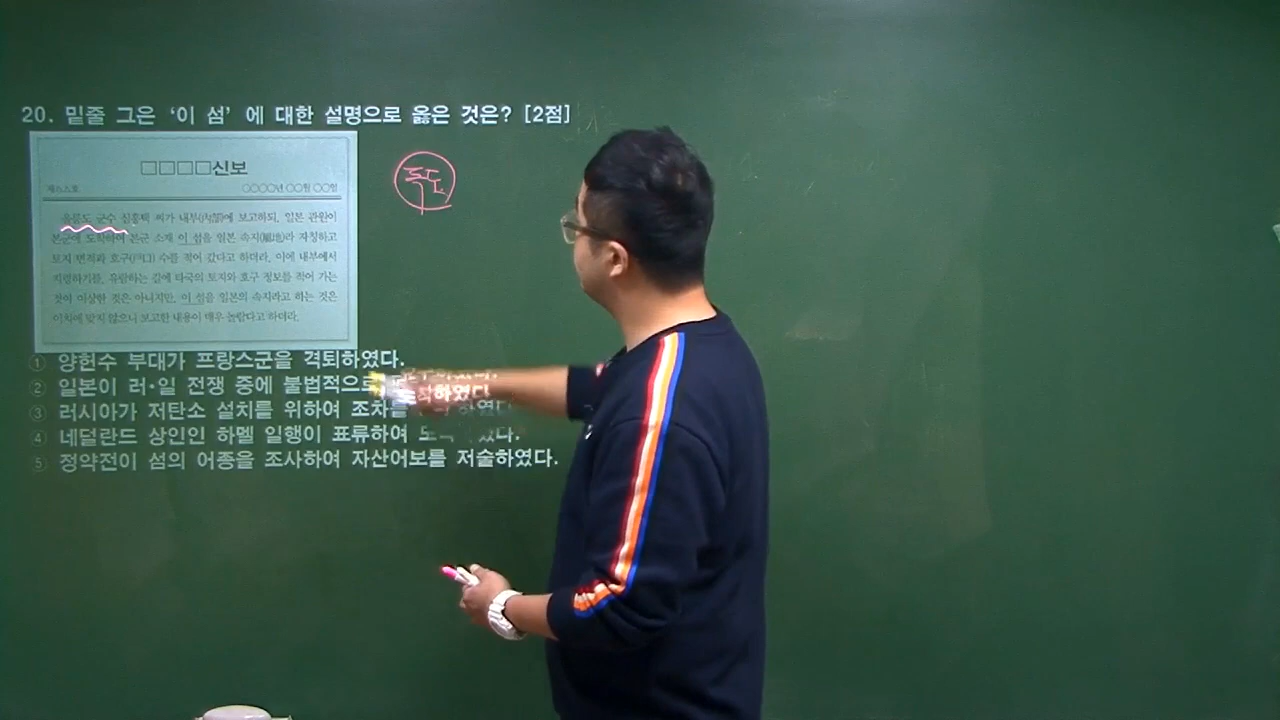 20. 밑줄 그은 ‘이 섬’ 에 대한 설명으로 옳은 것은? [2점]
□□□□신보
제△△호
○○○○년 ○○월 ○○일
독도
울릉도 군수 심흥택 씨가 내부(內部)에 보고하되, 일본 관원이
본군에 도착하여 본군 소재 이 섬을 일본 속지(屬地)라 자칭하고
토지 면적과 호구(戶口) 수를 적어 갔다고 하더라. 이에 내부에서
지령하기를, 유람하는 길에 타국의 토지와 호구 정보를 적어 가는
것이 이상한 것은 아니지만, 이 섬을 일본의 속지라고 하는 것은
이치에 맞지 않으니 보고한 내용이 매우 놀랍다고 하더라.
① 양헌수 부대가 프랑스군을 격퇴하였다.
② 일본이 러·일 전쟁 중에 불법적으로
③ 러시아가 저탄소 설치를 위하여 조차를 하였다
④ 네덜란드 상인인 하멜 일행이 표류하여
⑤ 정약전이 섬의 어종을 조사하여 자산어보를 저술하였다.